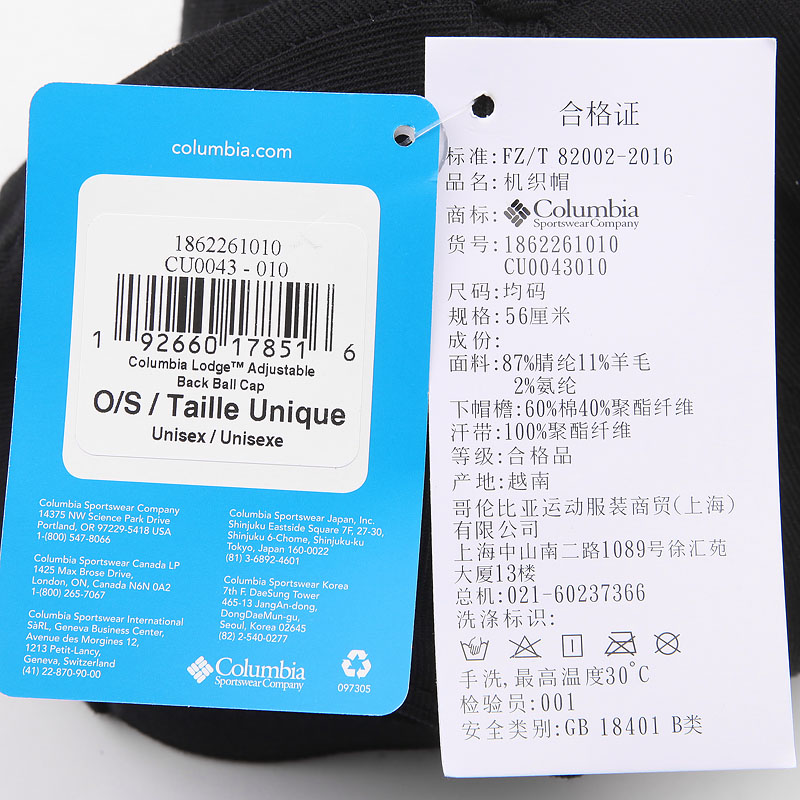 columbia.com
1862261010
CU0043 - 010
1 92660 17851 6
Columbia Lodge™ Adjustable
Back Ball Cap
O/S / Taille Unique
Unisex / Unisexe
Columbia Sportswear Company
14375 NW Science Park Drive
Portland, OR 97229-5418 USA
1-(800) 547-8066
Columbia Sportswear Canada LP
1425 Max Brose Drive,
London, ON, Canada N6N 0A2
1-(800) 265-7067
Columbia Sportswear International
SàRL, Geneva Business Center,
Avenue des Morgines 12,
1213 Petit-Lancy,
Geneva, Switzerland
(41) 22-870-90-00
Columbia Sportswear Japan, Inc.
Shinjuku Eastside Square 7F, 27-30,
Shinjuku 6-Chome, Shinjuku-ku
Tokyo, Japan 160-0022
(81) 3-6892-4601
Columbia Sportswear Korea
7th F. DaeSung Tower
465-13 JangAn-dong,
DongDaeMun-gu,
Seoul, Korea 02645
(82) 2-540-0277
Columbia
Sportswear Company
097305
合格证
标准:FZ/T 82002-2016
品名:机织帽
商标:Columbia
Sportswear Company
货号:1862261010
CU0043010
尺码:均码
规格:56厘米
成份:
面料:87%腈纶11%羊毛
2%氨纶
下帽檐:60%棉40%聚酯纤维
汗带:100%聚酯纤维
等级:合格品
产地:越南
哥伦比亚运动服装商贸(上海)
有限公司
上海中山南二路1089号徐汇苑
大厦13楼
总机:021-60237366
洗涤标识:
手洗,最高温度30°C
检验员:001
安全类别:GB 18401 B类